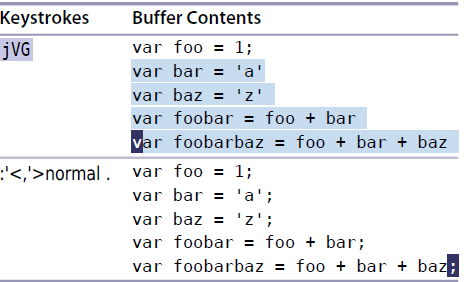 Keystrokes Buffer Contents
jVG var foo = 1;
var bar = 'a'
var baz = 'z'
var foobar = foo + bar
var foobarbaz = foo + bar + baz
:'<,'>normal . var foo = 1;
var bar = 'a';
var baz = 'z';
var foobar = foo + bar;
var foobarbaz = foo + bar + baz;